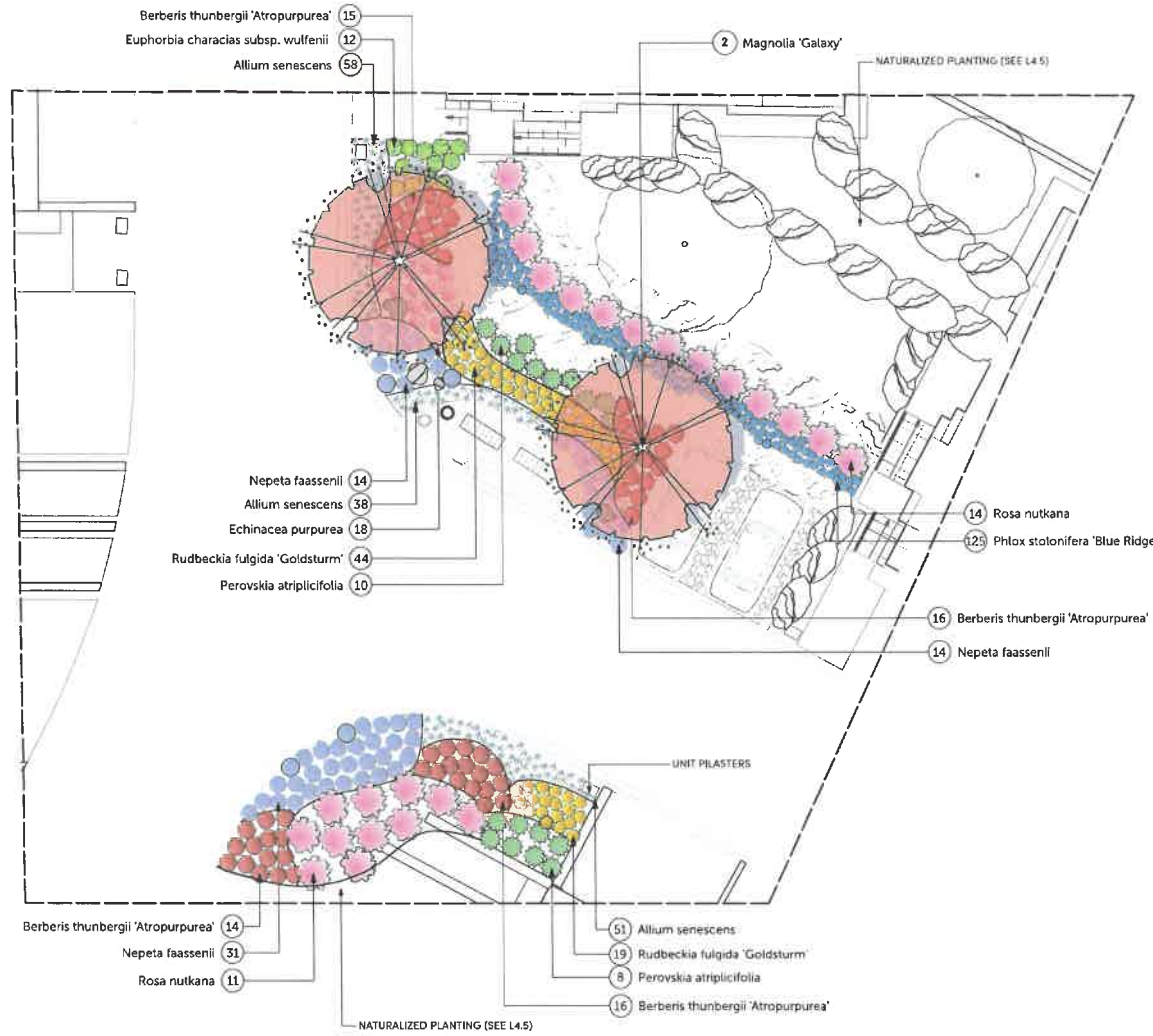 Berberis thunbergii 'Atropurpurea' 15
Euphorbia characias subsp. wulfenii 12
Allium senescens 58
2 Magnolia 'Galaxy'
NATURALIZED PLANTING (SEE L4.5)
Nepeta faassenii 14
Allium senescens 38
Echinacea purpurea 18
Rudbeckia fulgida 'Goldsturm' 44
Perovskia atriplicifolia 10
14 Rosa nutkana
125 Phlox stolonifera 'Blue Ridge
16 Berberis thunbergii 'Atropurpurea'
14 Nepeta faassenii
UNIT PILASTERS
Berberis thunbergii 'Atropurpurea' 14
Nepeta faassenii 31
Rosa nutkana 11
51 Allium senescens
19 Rudbeckia fulgida 'Goldsturm'
8 Perovskia atriplicifolia
16 Berberis thunbergii 'Atropurpurea'
NATURALIZED PLANTING (SEE L4.5)